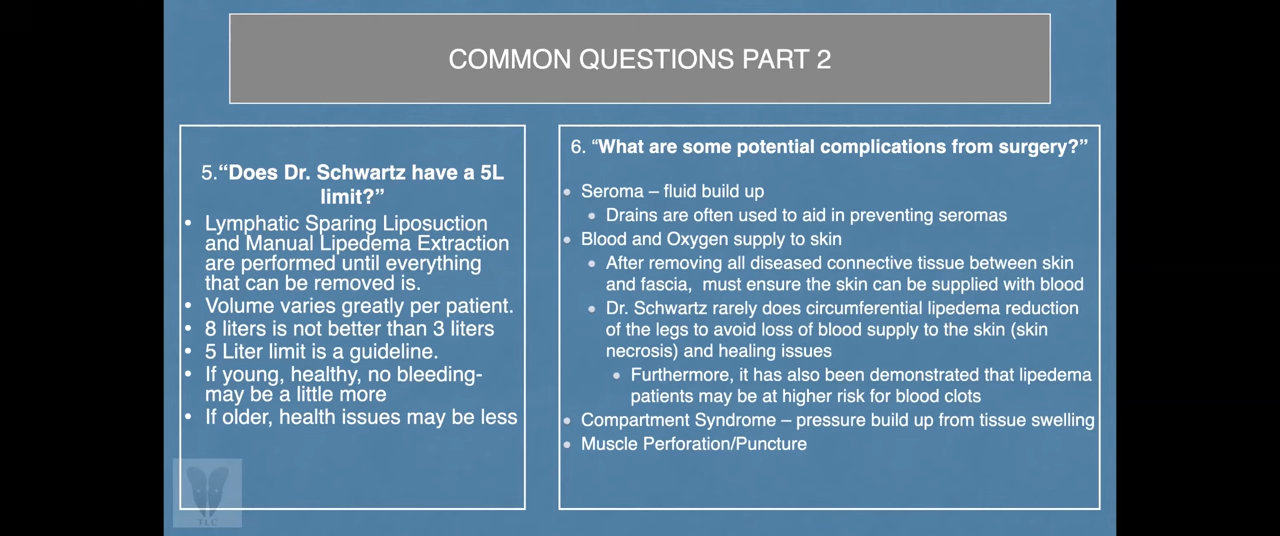 COMMON QUESTIONS PART 2
5.“Does Dr. Schwartz have a 5L
limit?”
• Lymphatic Sparing Liposuction
and Manual Lipedema Extraction
are performed until everything
that can be removed is.
• Volume varies greatly per patient.
• 8 liters is not better than 3 liters
• 5 Liter limit is a guideline.
• If young, healthy, no bleeding-
may be a little more
• If older, health issues may be less
6. “What are some potential complications from surgery?”
• Seroma – fluid build up
• Drains are often used to aid in preventing seromas
• Blood and Oxygen supply to skin
• After removing all diseased connective tissue between skin
and fascia, must ensure the skin can be supplied with blood
• Dr. Schwartz rarely does circumferential lipedema reduction
of the legs to avoid loss of blood supply to the skin (skin
necrosis) and healing issues
• Furthermore, it has also been demonstrated that lipedema
patients may be at higher risk for blood clots
• Compartment Syndrome – pressure build up from tissue swelling
• Muscle Perforation/Puncture
TLC